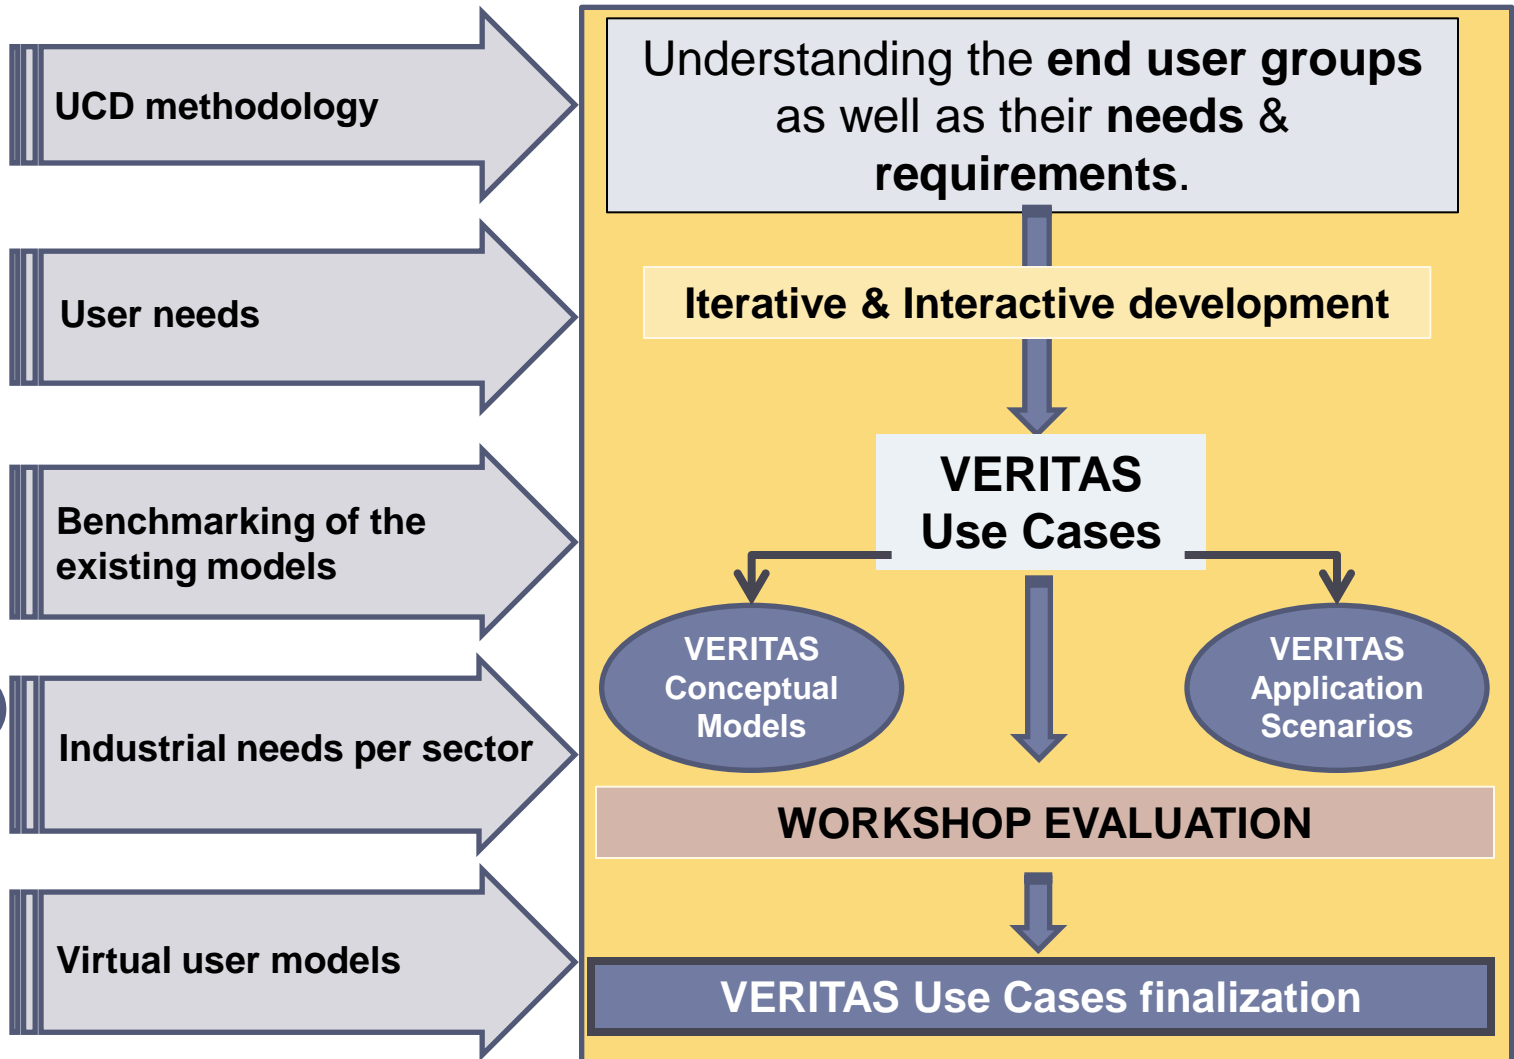 UCD methodology
User needs
Benchmarking of the
existing models
Industrial needs per sector
Virtual user models
Understanding the end user groups
as well as their needs &
requirements.
Iterative & Interactive development
VERITAS
Use Cases
VERITAS
Conceptual
Models
VERITAS
Application
Scenarios
WORKSHOP EVALUATION
VERITAS Use Cases finalization